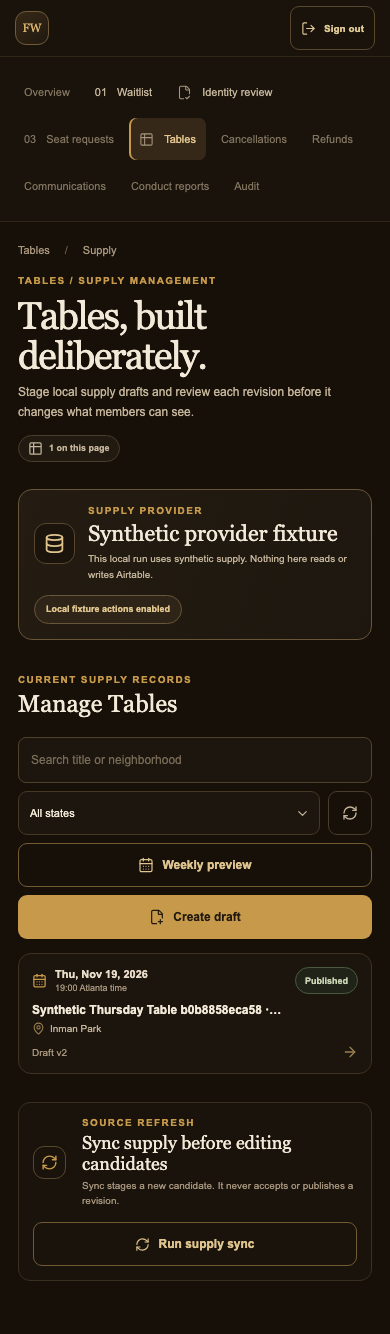 FW
Sign out
Overview
01 Waitlist
Identity review
03 Seat requests
Tables
Cancellations
Refunds
Communications
Conduct reports
Audit
Tables / Supply
TABLES / SUPPLY MANAGEMENT
Tables, built
deliberately.
Stage local supply drafts and review each revision before it
changes what members can see.
1 on this page
SUPPLY PROVIDER
Synthetic provider fixture
This local run uses synthetic supply. Nothing here reads or
writes Airtable.
Local fixture actions enabled
CURRENT SUPPLY RECORDS
Manage Tables
Search title or neighborhood
All states
Weekly preview
Create draft
Thu, Nov 19, 2026
19:00 Atlanta time
Published
Synthetic Thursday Table b0b8858eca58 ·...
Inman Park
Draft v2
SOURCE REFRESH
Sync supply before editing
candidates
Sync stages a new candidate. It never accepts or publishes a
revision.
Run supply sync